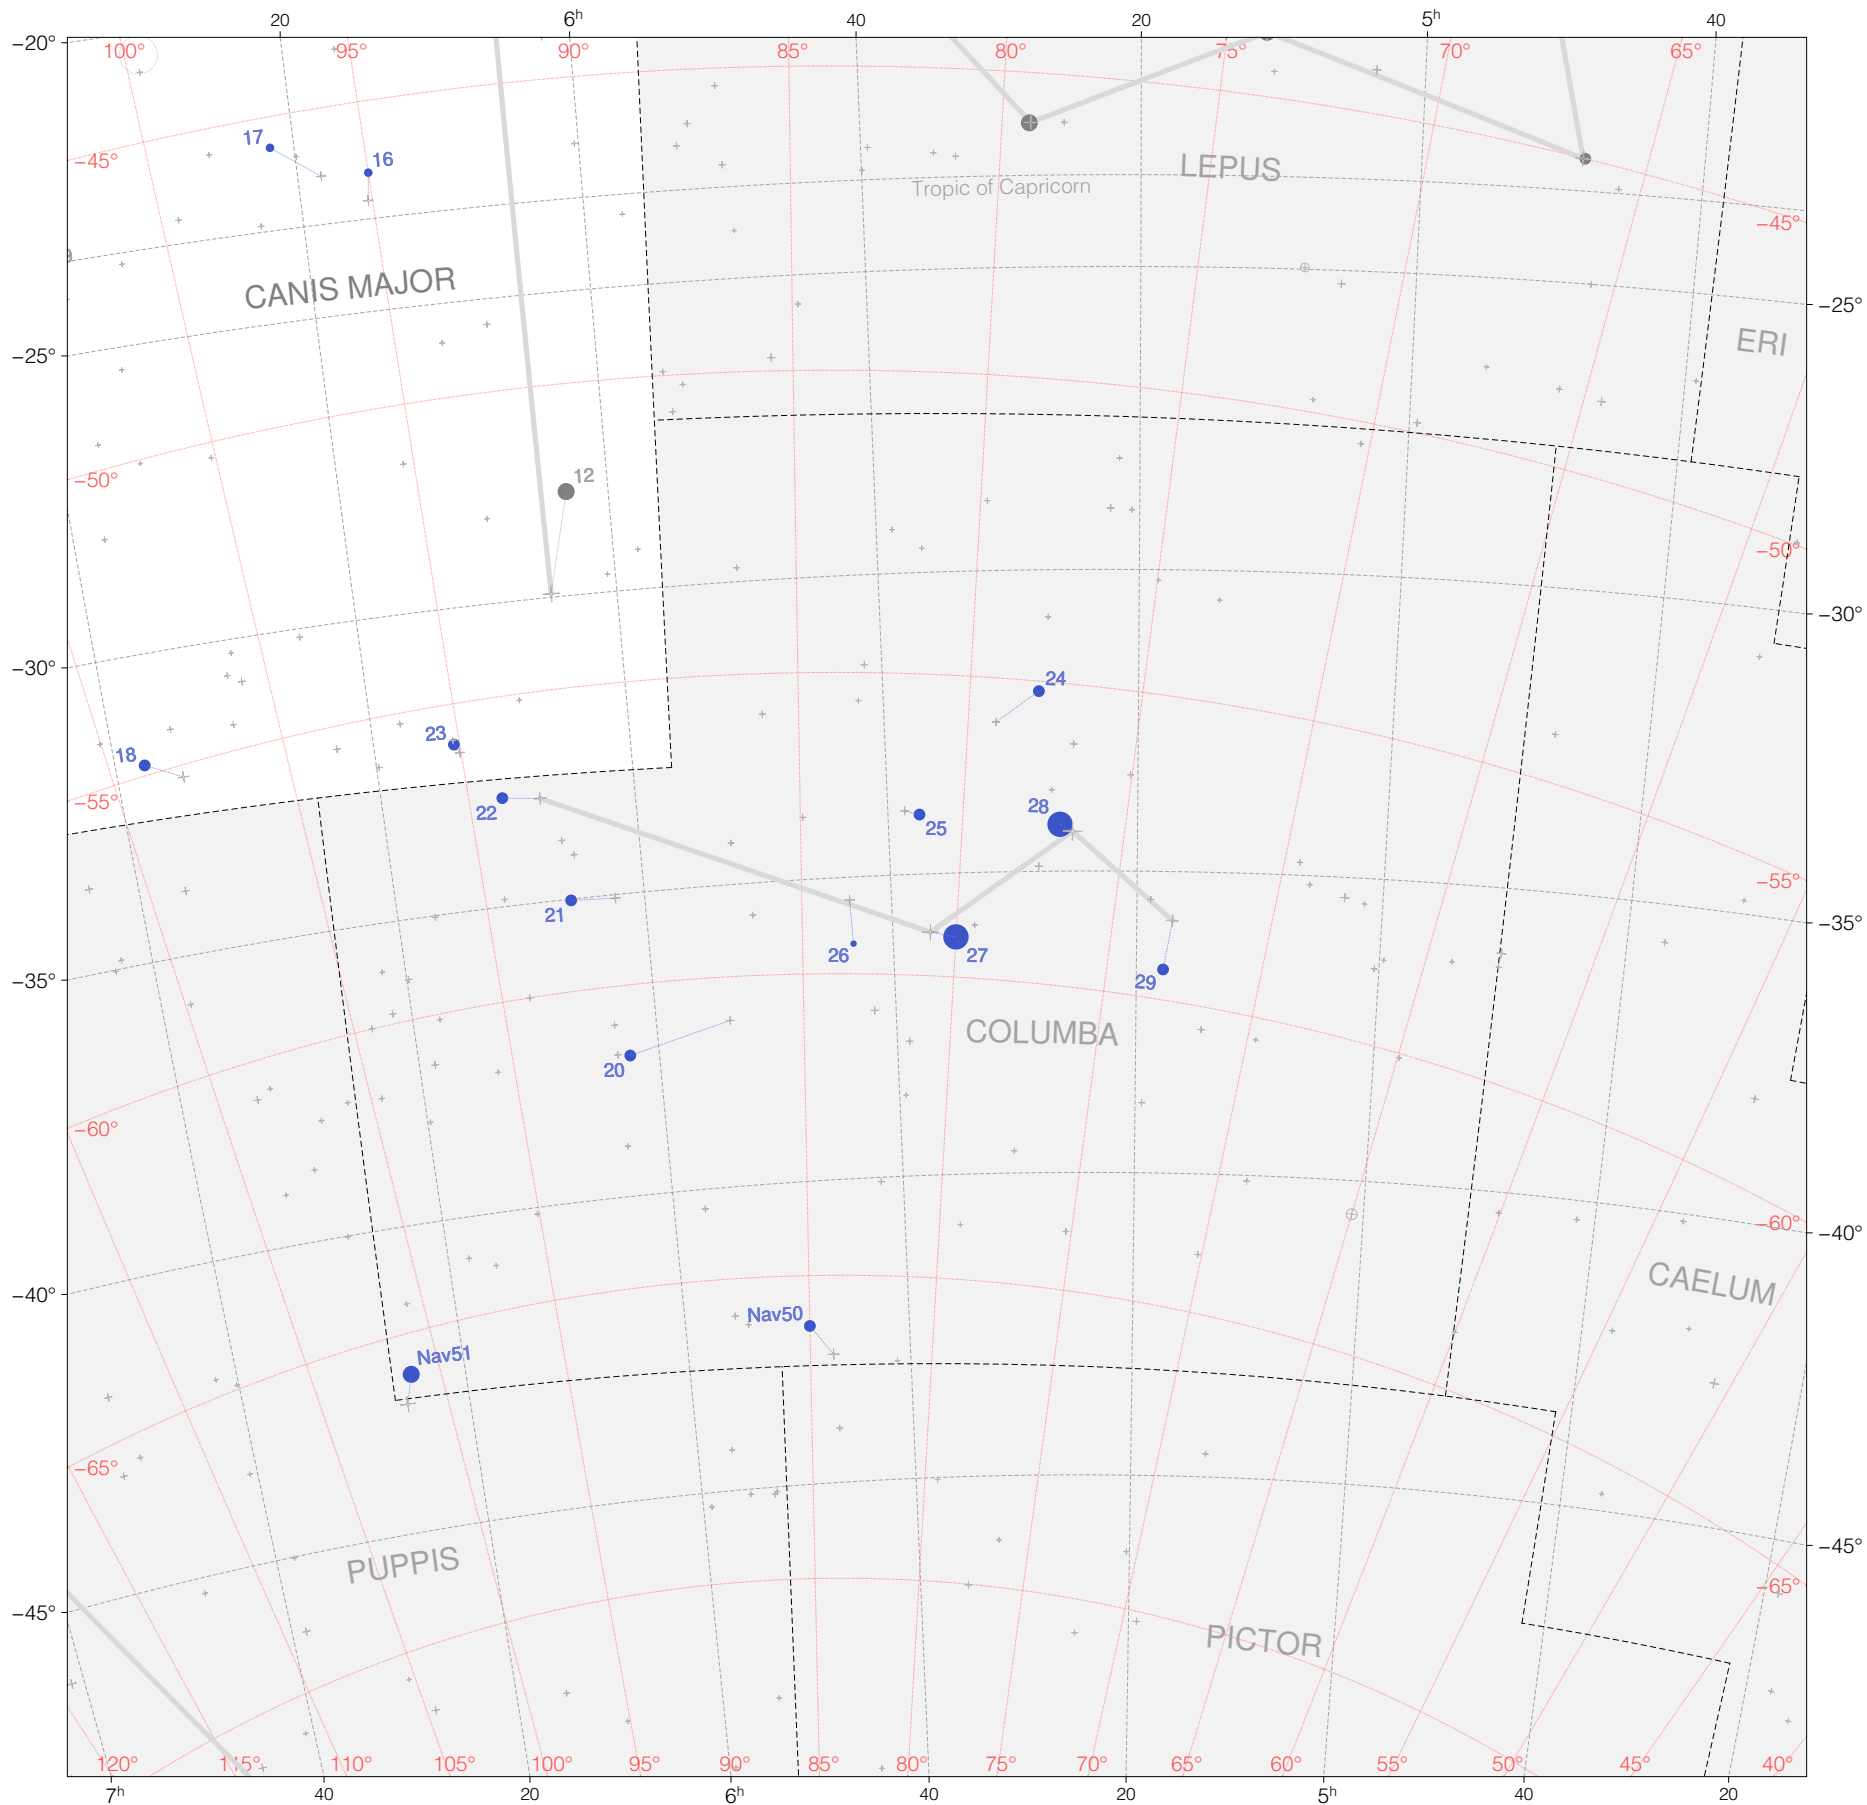 20 6h 40 20 5h 40
−20° 100° 95° 90° 85° 80° 75° 70° 65°
17
16
−45°
LEPUS
Tropic of Capricorn
−45°
CANIS MAJOR
−25°
−25°
ERI
12
−50°
−50°
−30°
−30°
24
23
18
−55°
22
25
28
−55°
21
26
27
−35°
−35°
29
COLUMBA
20
−60°
−60°
−40°
−40°
CAELUM
Nav50
Nav51
−65°
−45°
PUPPIS
−65°
−45°
PICTOR
120° 115° 110° 105° 100° 95° 90° 85° 80° 75° 70° 65° 60° 55° 50° 45° 40°
7h 40 20 6h 40 20 5h 40 20